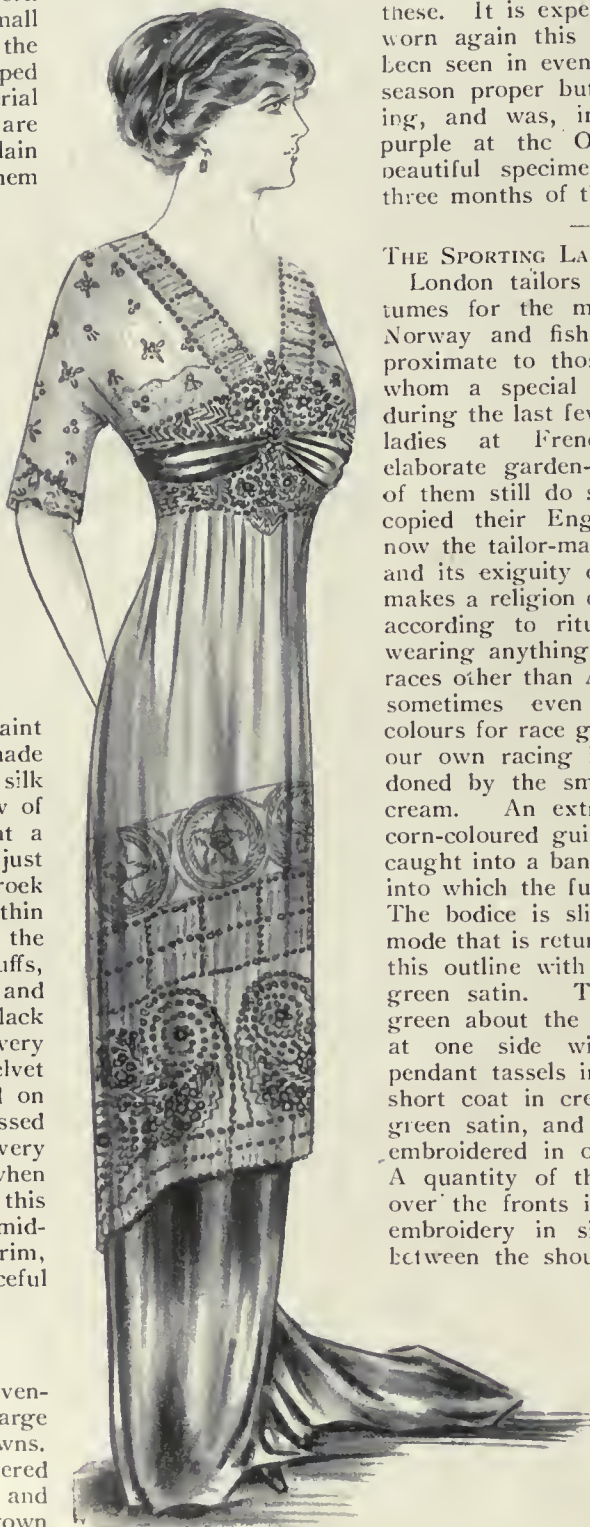 mall
the
ped
rial
are
lain
hem
aint
nade
silk
of
a
just
rock
thin
the
uffs,
and
lack
very
elvet
on
ssed
very
when
this
mid-
rim,
ceful
ven-
arge
wns.
ered
and
own
these. It is expe
worn again this
been seen in even
season proper but
ing, and was, in
purple at the O
beautiful specime
three months of t
THE SPORTING LA
London tailors
tumes for the m
Norway and fish
proximate to thos
whom a special
during the last fev
ladies at Frenc
elaborate garden-
of them still do s
copied their Eng
now the tailor-ma
and its exiguity e
makes a religion o
according to ritu
wearing anything
races other than A
sometimes even
colours for race g
our own racing
doned by the sm
cream. An extr
corn-coloured gui
caught into a ban
into which the fu
The bodice is sli
mode that is retur
this outline with
green satin. T
green about the
at one side wi
pendant tassels in
short coat in cre
green satin, and
embroidered in o
A quantity of th
over the fronts i
embroidery in si
between the shou